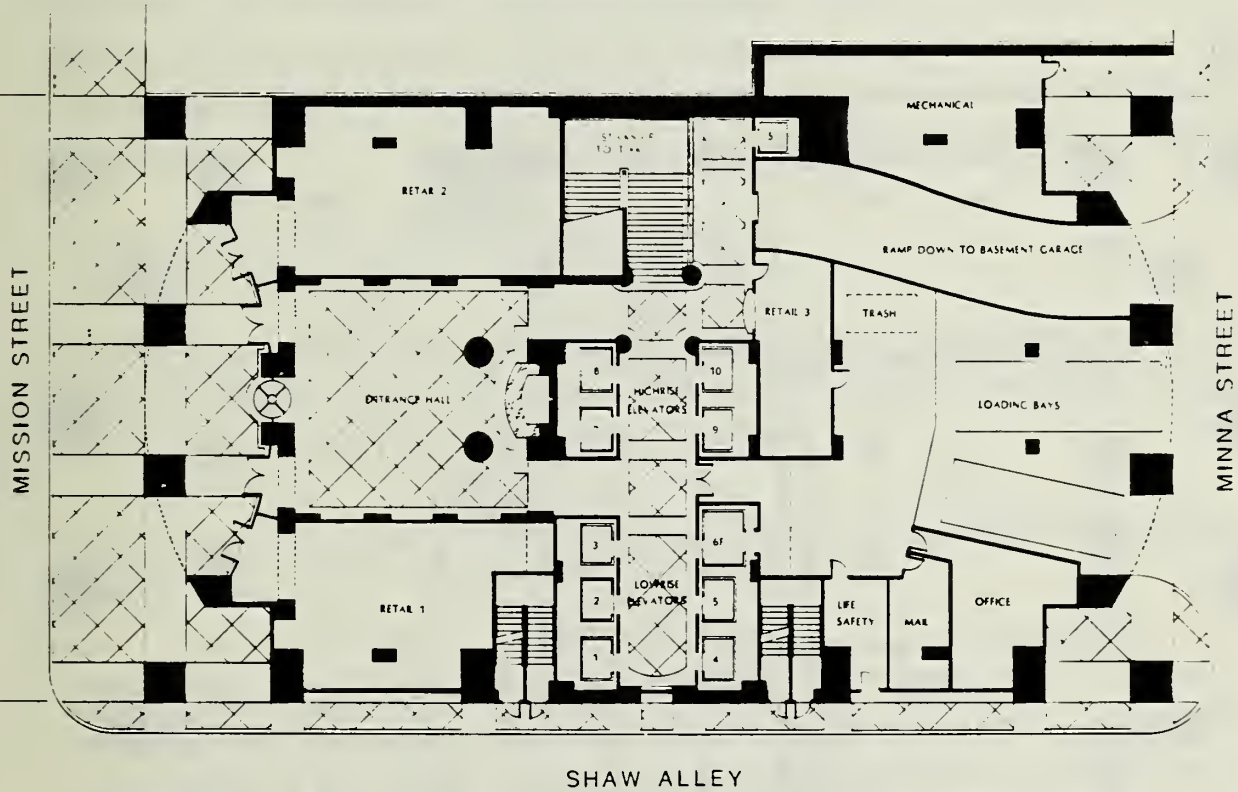 MECHANICAL
S
RETAIL 2
RAMP DOWN TO BASEMENT GARAGE
MISSION STREET
RETAIL 3
TRASH
MINNA STREET
8
10
ENTRANCE HALL
HIGHRISE
ELEVATORS
LOADING BAYS
7
9
3
6F
LOWRISE
ELEVATORS
2
5
RETAIL 1
LIFE
SAFETY
MAIL
OFFICE
1
4
SHAW ALLEY